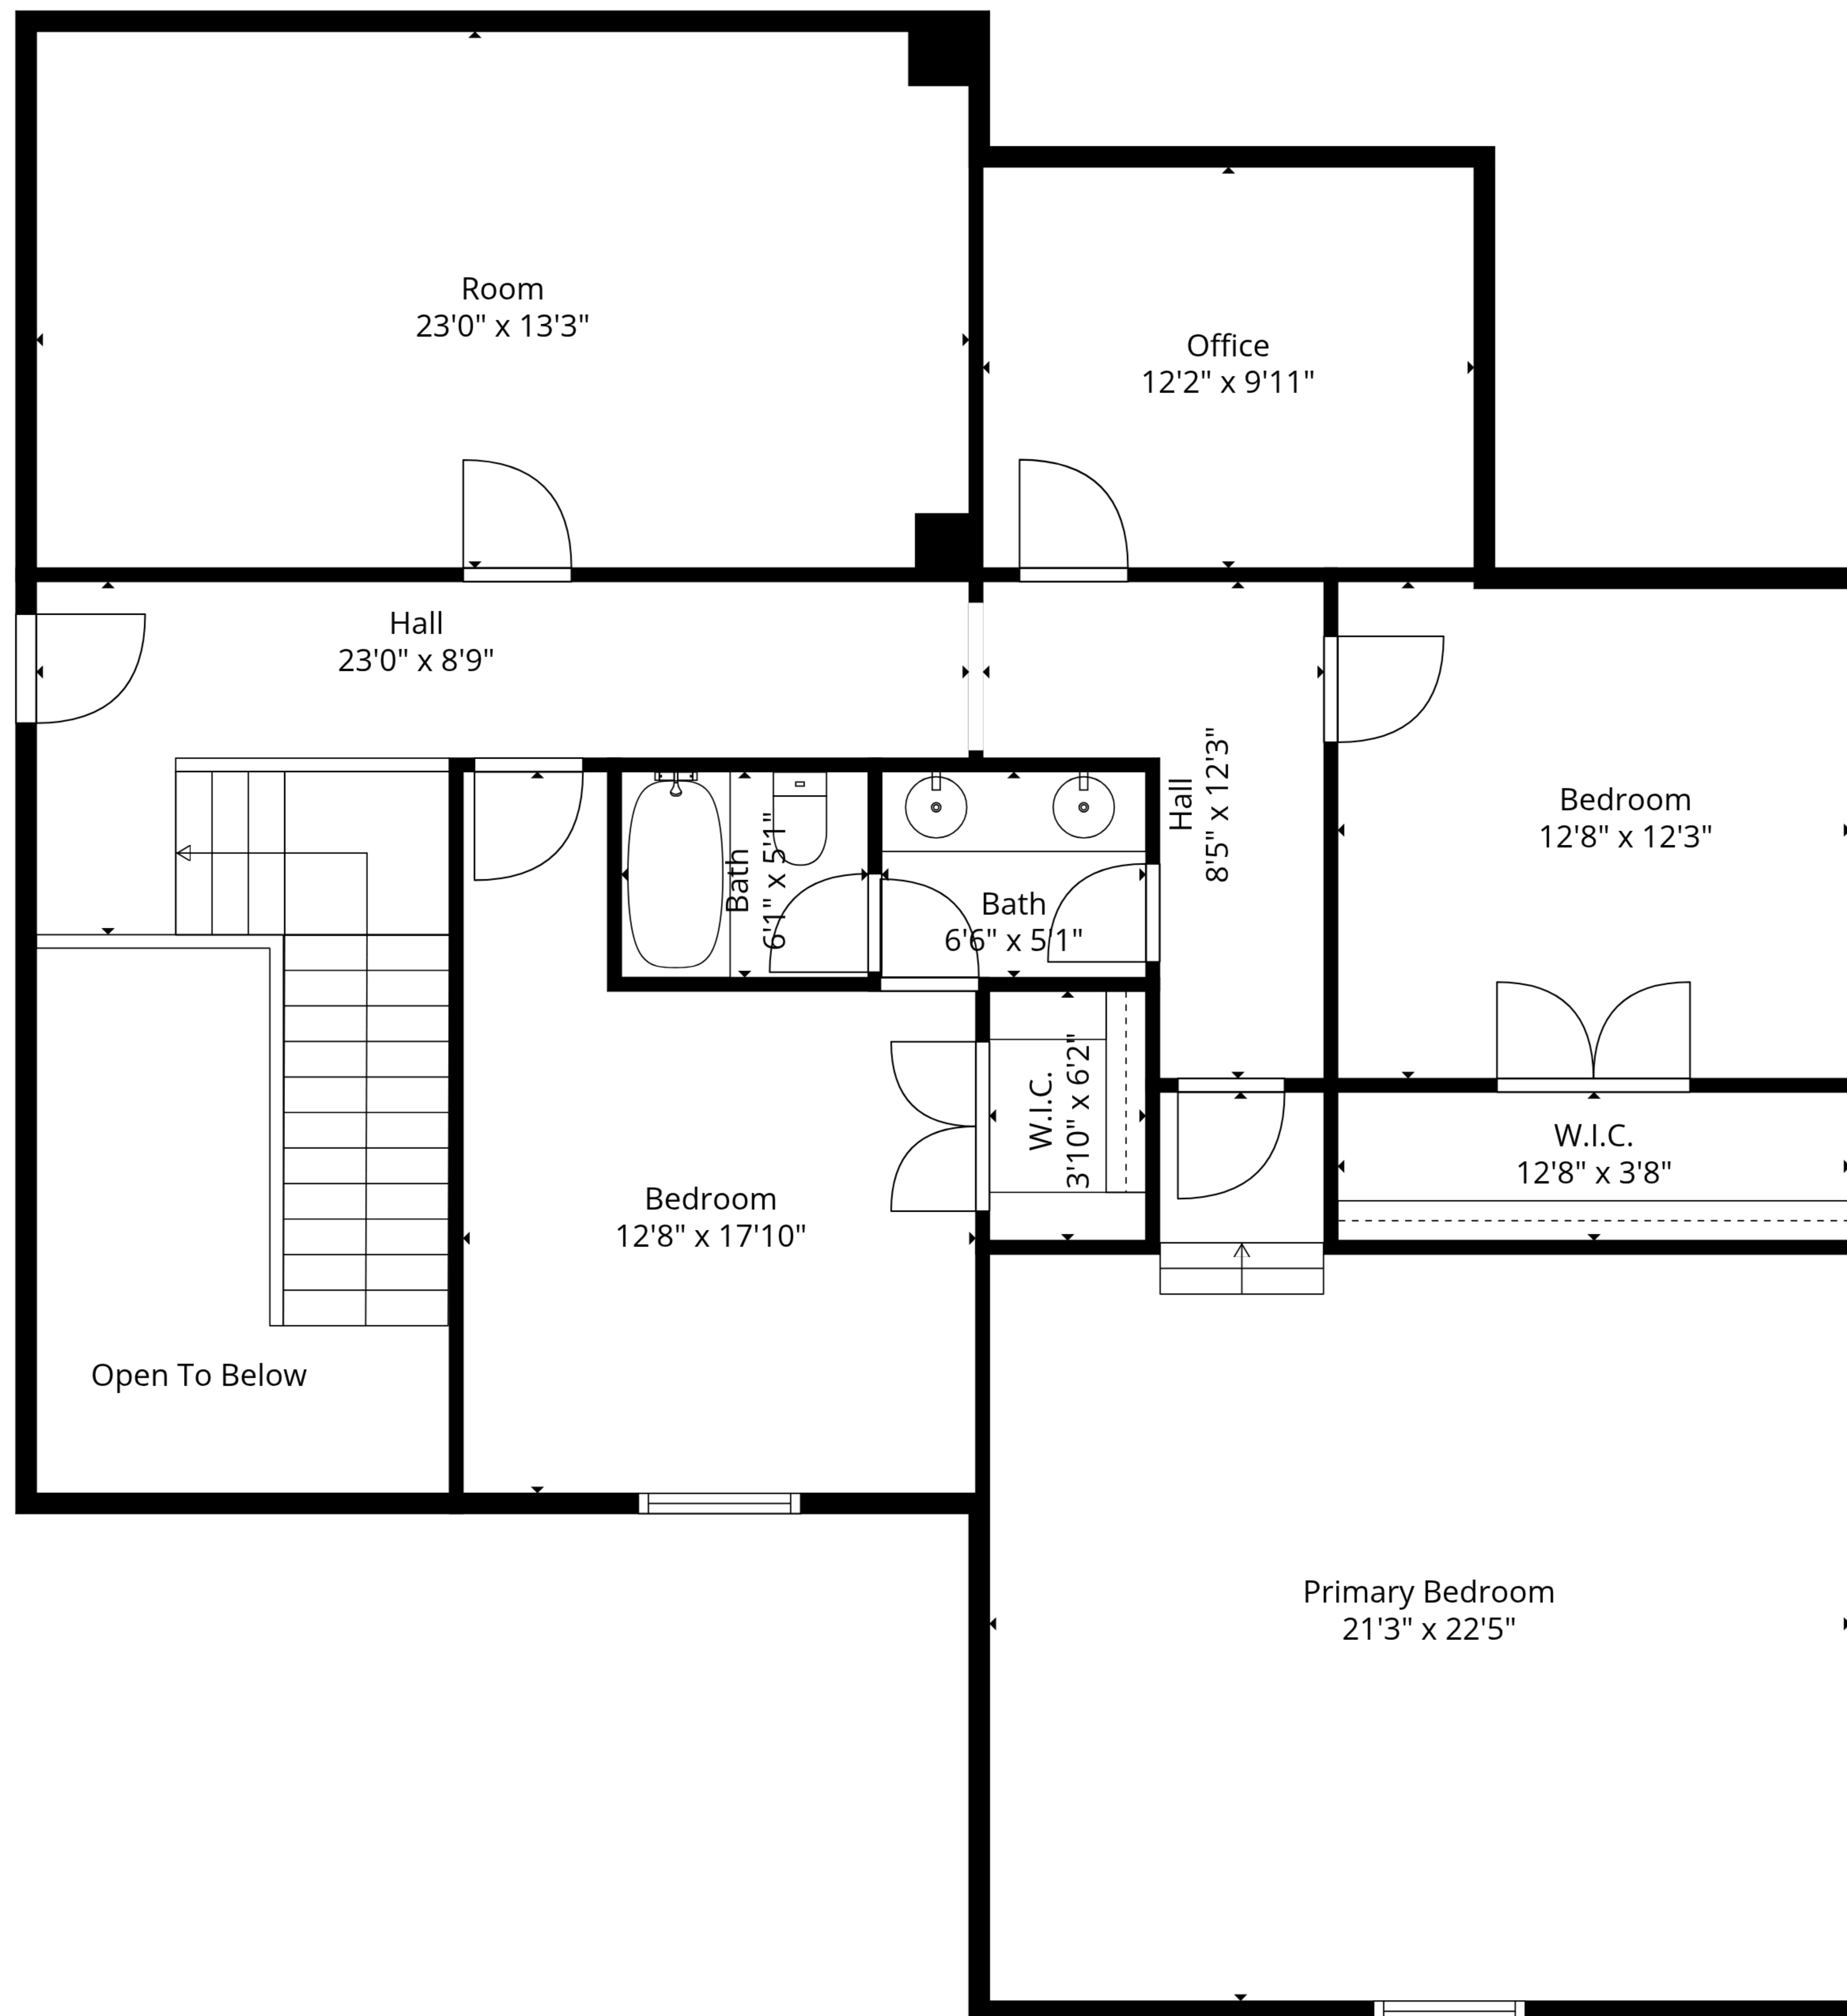 Room
23'0" x 13'3"
Office
12'2" x 9'11"
Hall
23'0" x 8'9"
Hall
8'5" x 12'3"
Bedroom
12'8" x 12'3"
Bath
6'1" x 5'1"
Bath
6'6" x 5'1"
W.I.C.
3'10" x 6'2"
W.I.C.
12'8" x 3'8"
Bedroom
12'8" x 17'10"
Open To Below
Primary Bedroom
21'3" x 22'5"